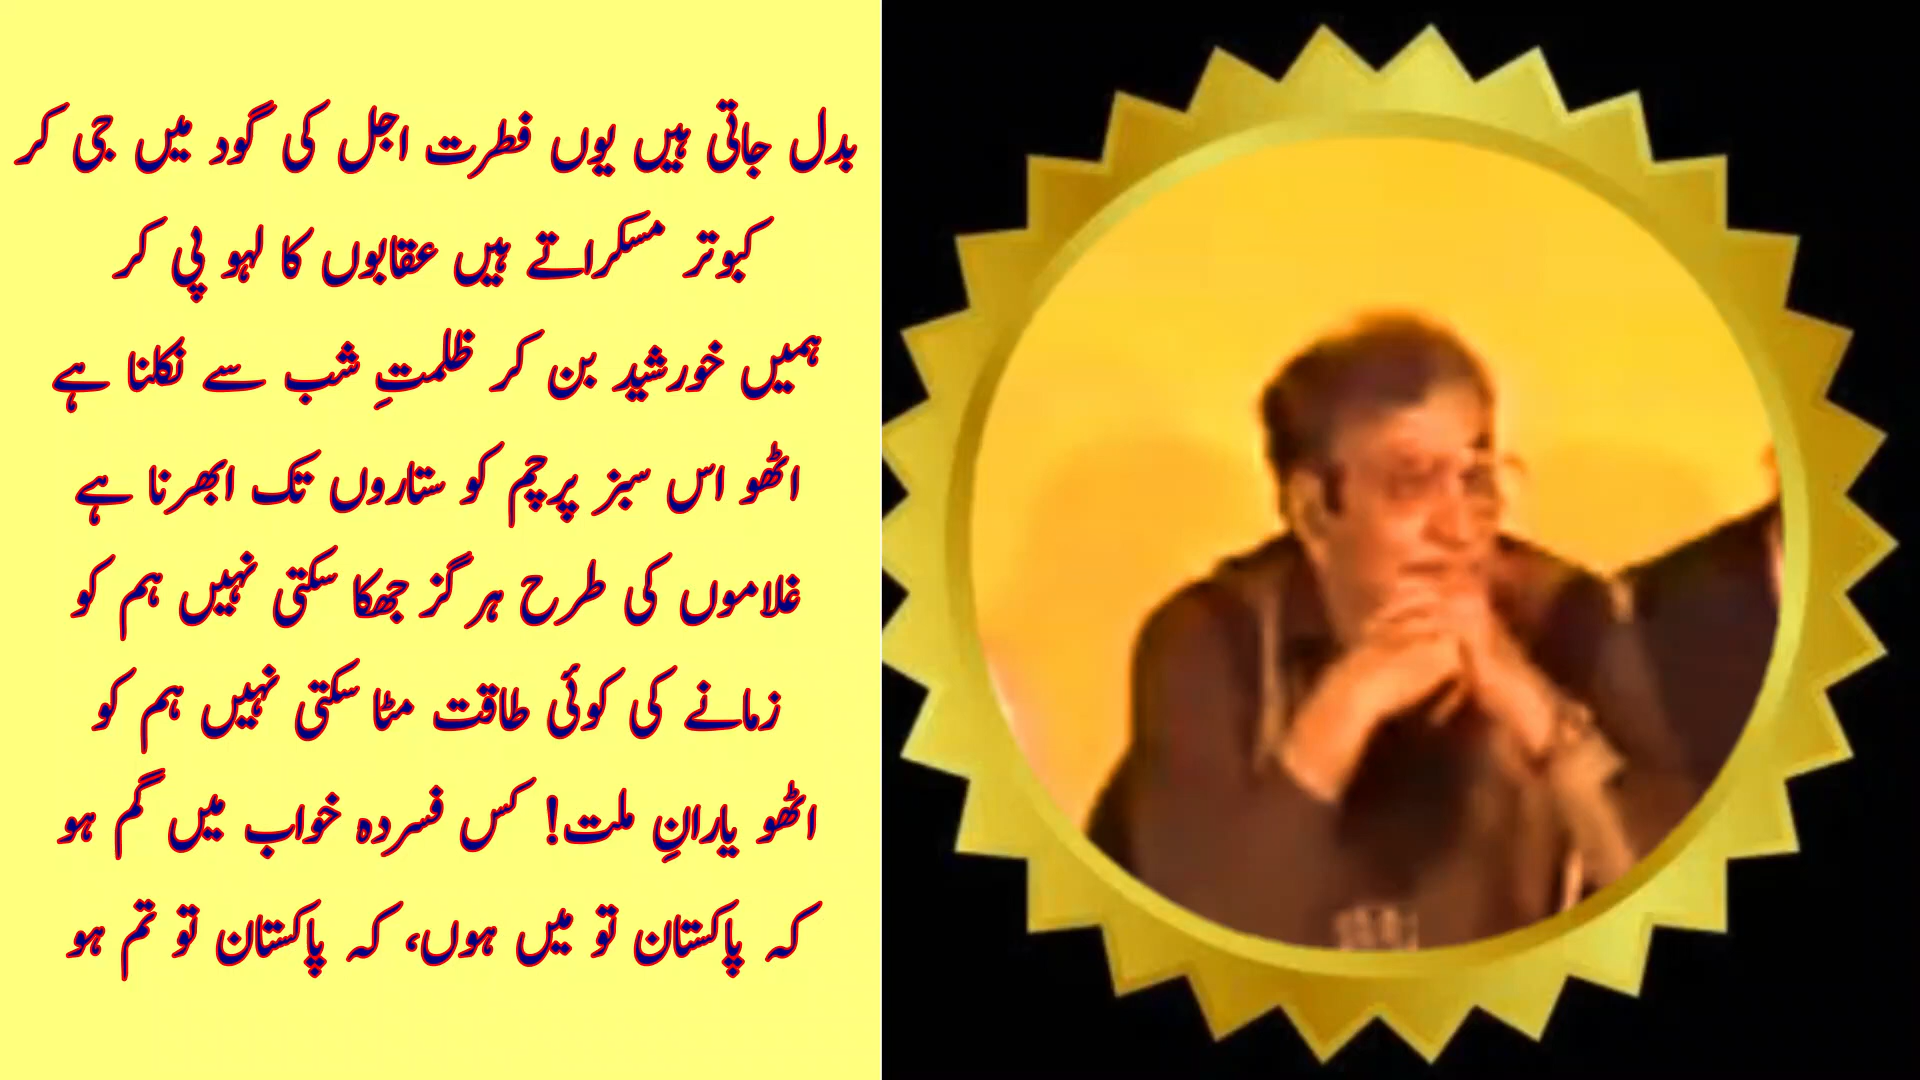 بدل جاتی ہیں یوں فطرت اجل کی گود میں جی کر
کبوتر مسکراتے ہیں عقابوں کا لہو پی کر
ہمیں خورشید بن کر ظلمتِ شب سے نکلنا ہے
اٹھو اس سبز پرچم کو ستاروں تک ابھرنا ہے
غلاموں کی طرح ہرگز جھکا سکتی نہیں ہم کو
زمانے کی کوئی طاقت مٹا سکتی نہیں ہم کو
اٹھو یارانِ ملت! کس فسردہ خواب میں گم ہو
کہ پاکستان تو میں ہوں، کہ پاکستان تو تم ہو